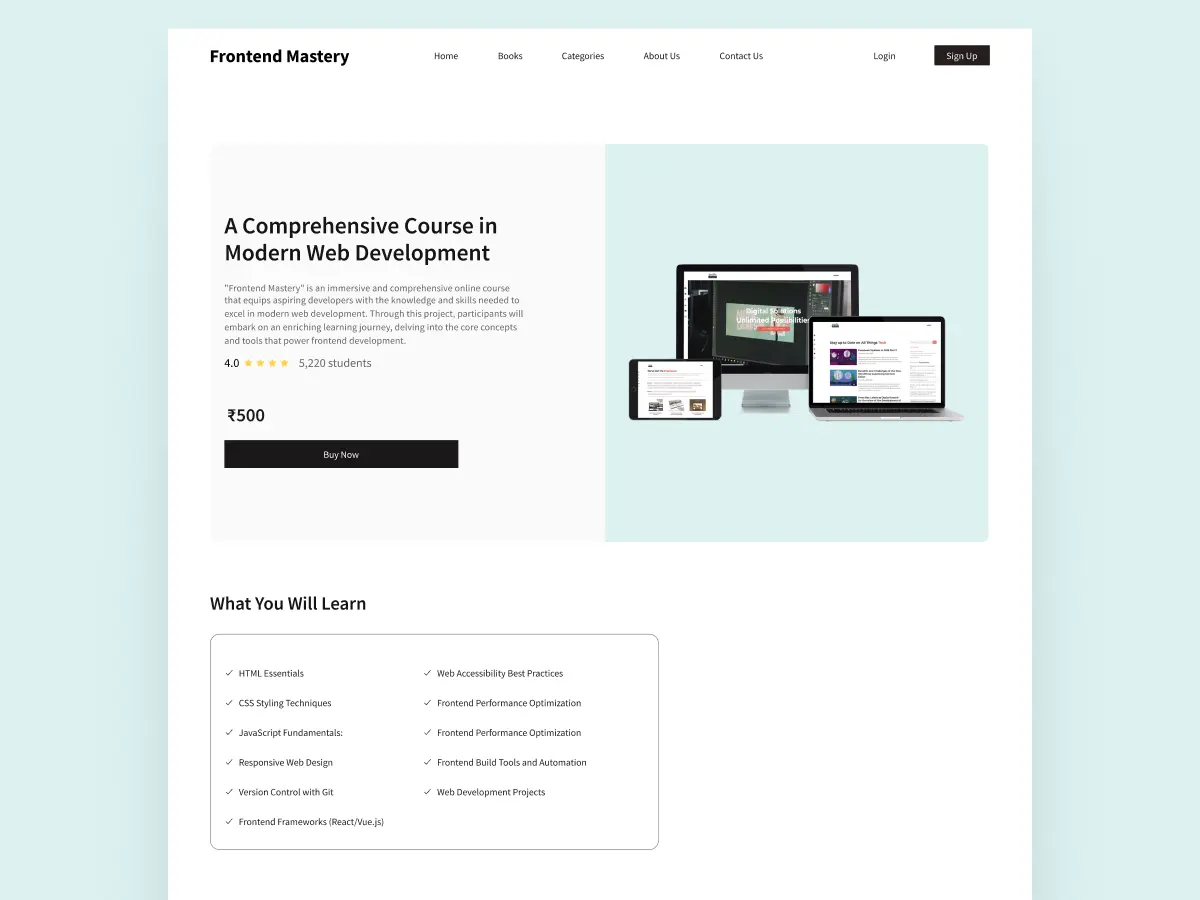 Frontend Mastery
Home
Books
Categories
About Us
Contact Us
Login
Sign Up
A Comprehensive Course in
Modern Web Development
"Frontend Mastery" is an immersive and comprehensive online course
that equips aspiring developers with the knowledge and skills needed to
excel in modern web development. Through this project, participants will
embark on an enriching learning journey, delving into the core concepts
and tools that power frontend development.
4.0 5,220 students
₹500
Buy Now
Digital Solutions
Unlimited Possibilities
Stay up to Date on All Things Tech
What You Will Learn
HTML Essentials
CSS Styling Techniques
JavaScript Fundamentals:
Responsive Web Design
Version Control with Git
Frontend Frameworks (React/Vue.js)
Web Accessibility Best Practices
Frontend Performance Optimization
Frontend Performance Optimization
Frontend Build Tools and Automation
Web Development Projects